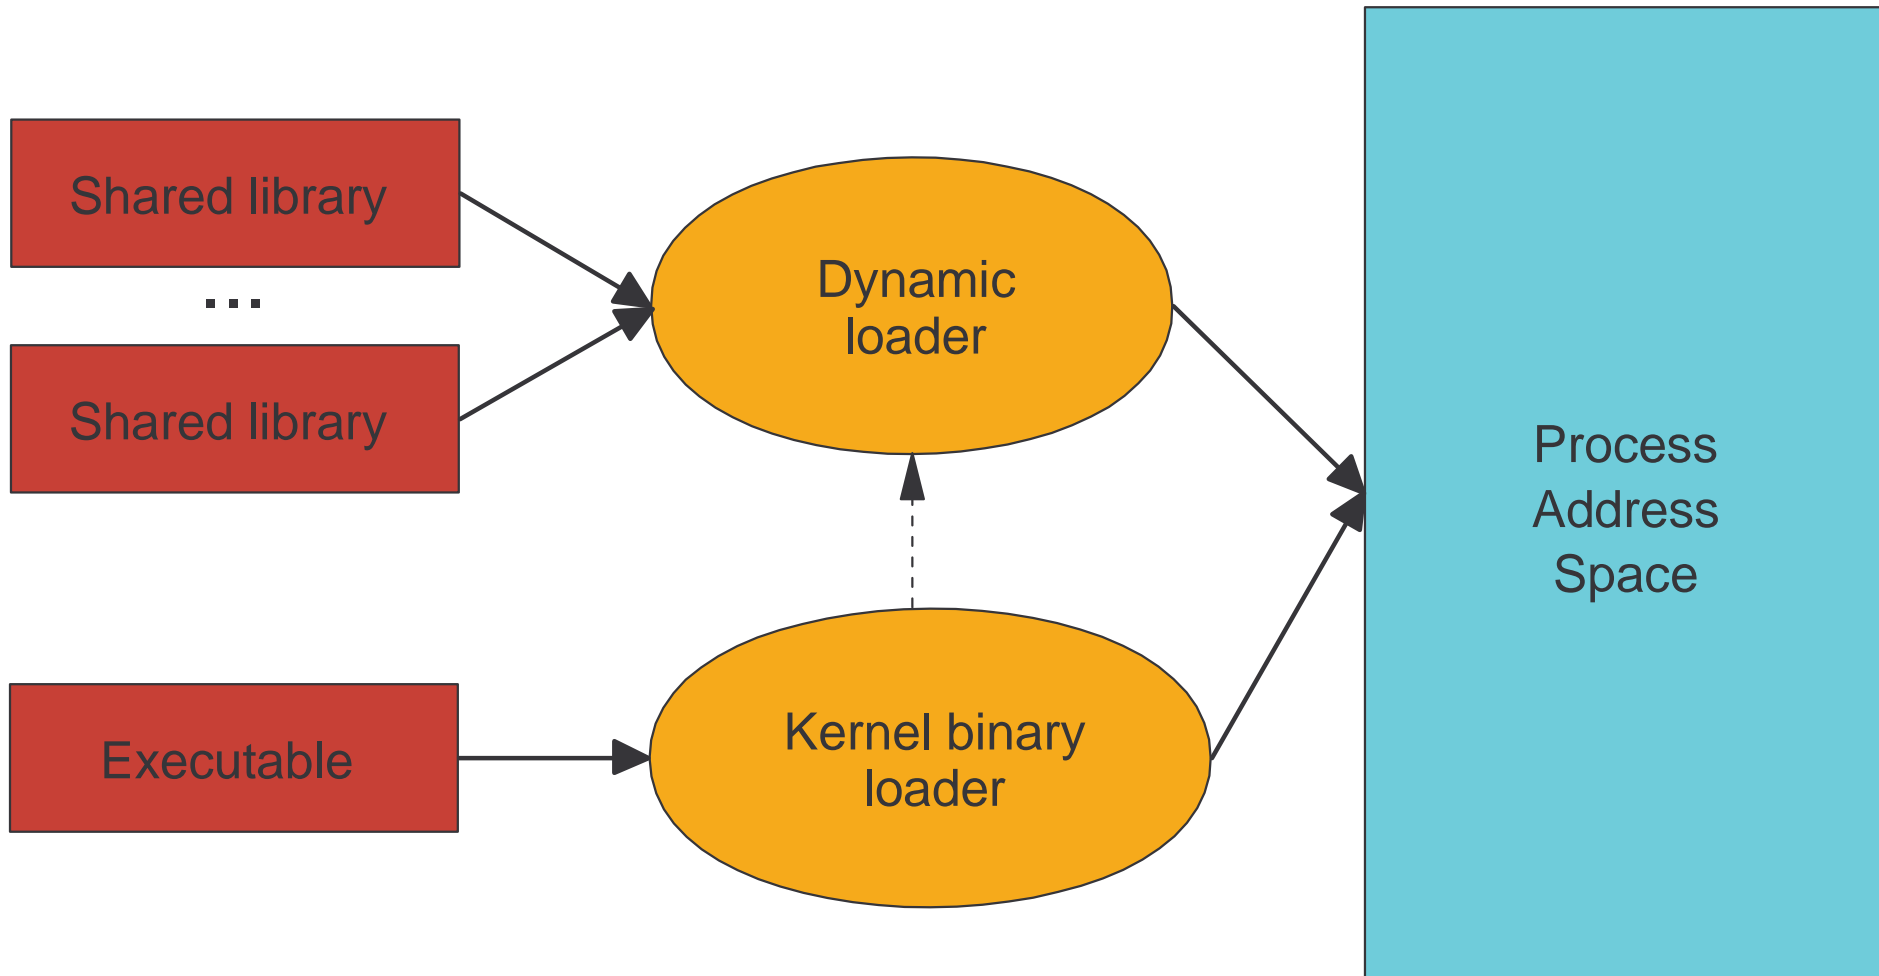 Shared library
...
Shared library
Executable
Dynamic
loader
Kernel binary
loader
Process
Address
Space